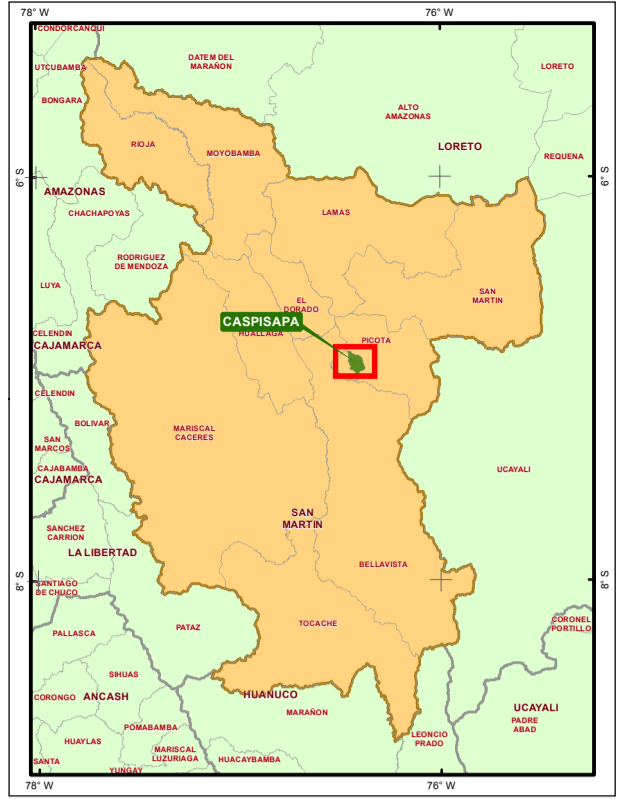 78° W
76° W
CONDORCANQUI
DATEM DEL
MARAÑON
UTCUBAMBA
LORETO
BONGARA
ALTO
AMAZONAS
RIOJA
MOYOBAMBA
LORETO
REQUENA
6° S
6° S
AMAZONAS
CHACHAPOYAS
LAMAS
RODRIGUEZ
DE MENDOZA
LUYA
SAN
MARTIN
EL
DORADO
CASPISAPA
HUALLAGA
PICOTA
CELENDIN
CAJAMARCA
CELENDIN
BOLIVAR
MARISCAL
CACERES
SAN
MARCOS
CAJABAMBA
CAJAMARCA
UCAYALI
SAN
MARTIN
SANCHEZ
CARRION
LA LIBERTAD
BELLAVISTA
8° S
8° S
SANTIAGO
DE CHUCO
CORONEL
PORTILLO
PALLASCA
PATAZ
TOCACHE
SIHUAS
CORONGO
ANCASH
HUANUCO
MARAÑON
UCAYALI
PADRE
ABAD
POMABAMBA
HUAYLAS
MARISCAL
LUZURIAGA
LEONCIO
PRADO
SANTA
YUNGAY
HUACAYBAMBA
78° W
76° W